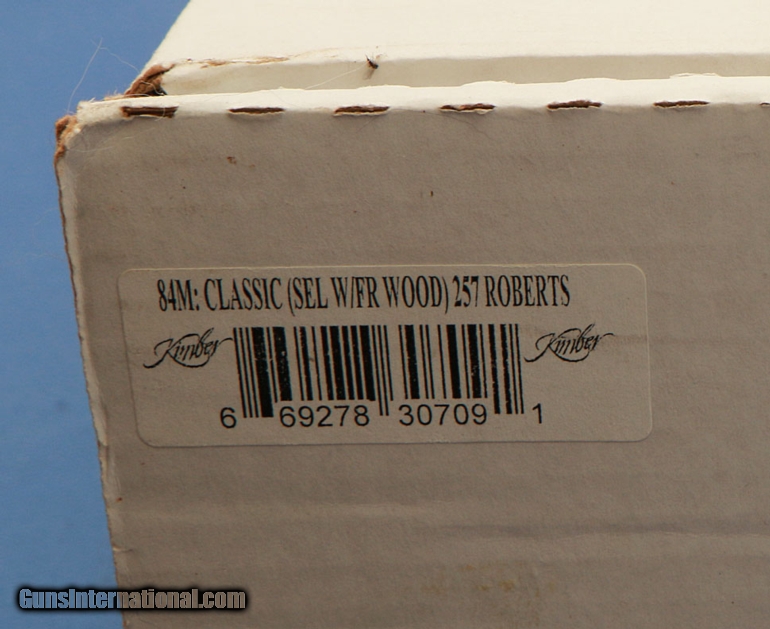 84M: CLASSIC (SEL W/FR WOOD) 257 ROBERTS
Kimber Kimber
6 69278 30709 1
GunsInternational.com